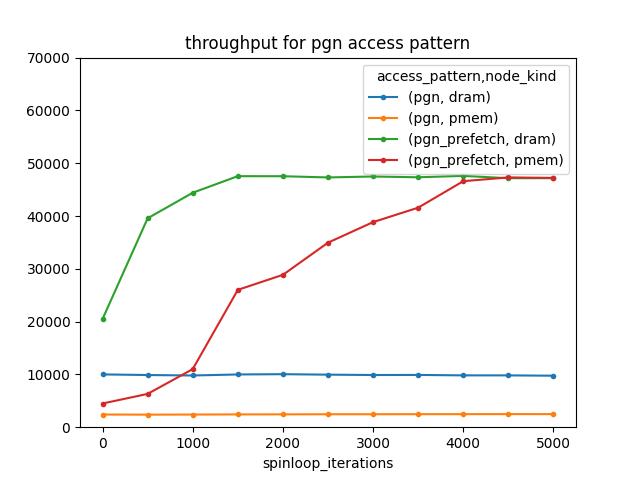 throughput for pgn access pattern
70000
60000
50000
40000
30000
20000
10000
0
access_pattern,node_kind
(pgn, dram)
(pgn, pmem)
(pgn_prefetch, dram)
(pgn_prefetch, pmem)
0 1000 2000 3000 4000 5000
spinloop_iterations